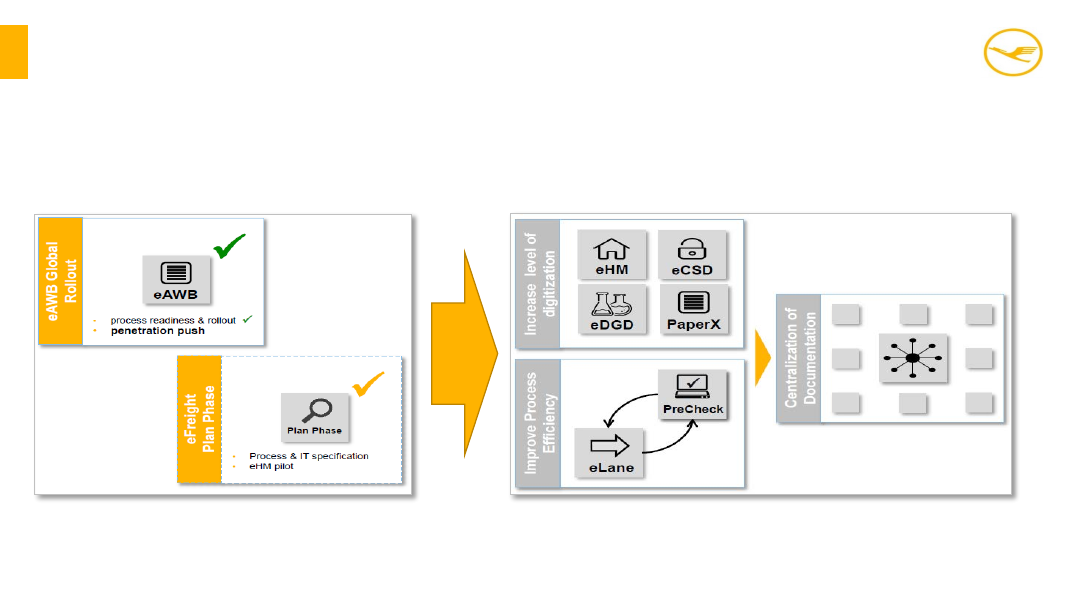 eAWB Global
Rollout
eAWB
process readiness & rollout
penetration push
eFreight
Plan Phase
Plan Phase
Process & IT specification
eHM pilot
Increase level of
digitization
eHM
eCSD
eDGD
PaperX
Improve Process
Efficiency
PreCheck
eLane
Centralization of
Documentation